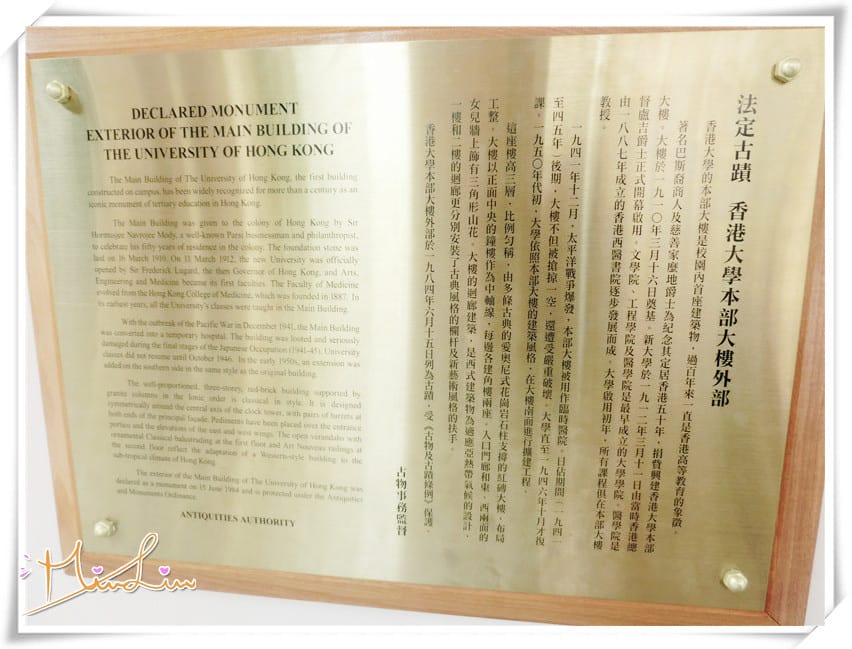 DECLARED MONUMENT
EXTERIOR OF THE MAIN BUILDING OF
THE UNIVERSITY OF HONG KONG
The Main Building of The University of Hong Kong, the first building
constructed on campus, has been widely recognized for more than a century as an
iconic monument of tertiary education in Hong Kong.
The Main Building was given to the colony of Hong Kong by Sir
Hormusjee Navrojee Mody, a well-known Parsi businessman and philanthropist,
to celebrate his fifty years of residence in the colony. The foundation stone was
laid on 16 March 1910. On 11 March 1912, the new University was officially
opened by Sir Frederick Lugard, the then Governor of Hong Kong, and Arts,
Engineering and Medicine became its first faculties. The Faculty of Medicine
evolved from the Hong Kong College of Medicine, which was founded in 1887. In
its earliest years, all the University's classes were taught in the Main Building.
With the outbreak of the Pacific War in December 1941, the Main Building
was converted into a temporary hospital. The building was looted and seriously
damaged during the final stages of the Japanese Occupation (1941-45). University
classes did not resume until October 1946. In the early 1950s, an extension was
added on the southern side in the same style as the original building.
The well-proportioned, three-storey, red-brick building supported by
granite columns in the Ionic order is classical in style. It is designed
symmetrically around the central axis of the clock tower, with pairs of turrets at
both ends of the principal façade. Pediments have been placed over the entrance
portico and the elevations of the east and west wings. The open verandahs with
ornamental Classical balustrading at the first floor and Art Nouveau railings at
the second floor reflect the adaptation of a Western-style building to the
sub-tropical climate of Hong Kong.
The exterior of the Main Building of The University of Hong Kong was
declared as a monument on 15 June 1984 and is protected under the Antiquities
and Monuments Ordinance.
ANTIQUITIES AUTHORITY
法定古蹟 香港大學本部大樓外部
香港大學的本部大樓是校園內首座建築物，過百年來一直是香港高等教育的象徵。
著名巴斯裔商人及慈善家麼地爵士為紀念其定居香港五十年，捐資興建香港大學本部
大樓。大樓於一九一〇年三月十六日奠基。新大學於一九一二年三月十一日由當時香港總
督盧吉爵士正式開幕啟用。文學院、工程學院及醫學院是最早成立的大學學院。醫學院是
由一八八七年成立的香港西醫書院逐步發展而成。大學啟用初年，所有課程俱在本部大樓
教授。
一九四一年十二月，太平洋戰爭爆發，本部大樓被用作臨時醫院。日佔期間（一九四一
至四五年）後期，大樓不但被搶掠一空，還遭受嚴重破壞。大學直至一九四六年十月才復
課。一九五〇年代初，大學依照本部大樓的建築風格，在大樓南面進行擴建工程。
這座樓高三層，比例勻稱，由多條古典的愛奧尼式花崗岩石柱支撐的紅磚大樓，布局
工整。大樓以正面中央的鐘樓作為中軸線，每邊各建角樓兩座。入口門廊和東、西兩面的
女兒牆上飾有三角形山花。大樓的迴廊建築，是西式建築物為適應亞熱帶氣候的設計，
一樓和二樓的迴廊更分別安裝了古典風格的欄杆及新藝術風格的扶手。
香港大學本部大樓外部於一九八四年六月十五日列為古蹟，受《古物及古蹟條例》保護。
古物事務監督
MinLin